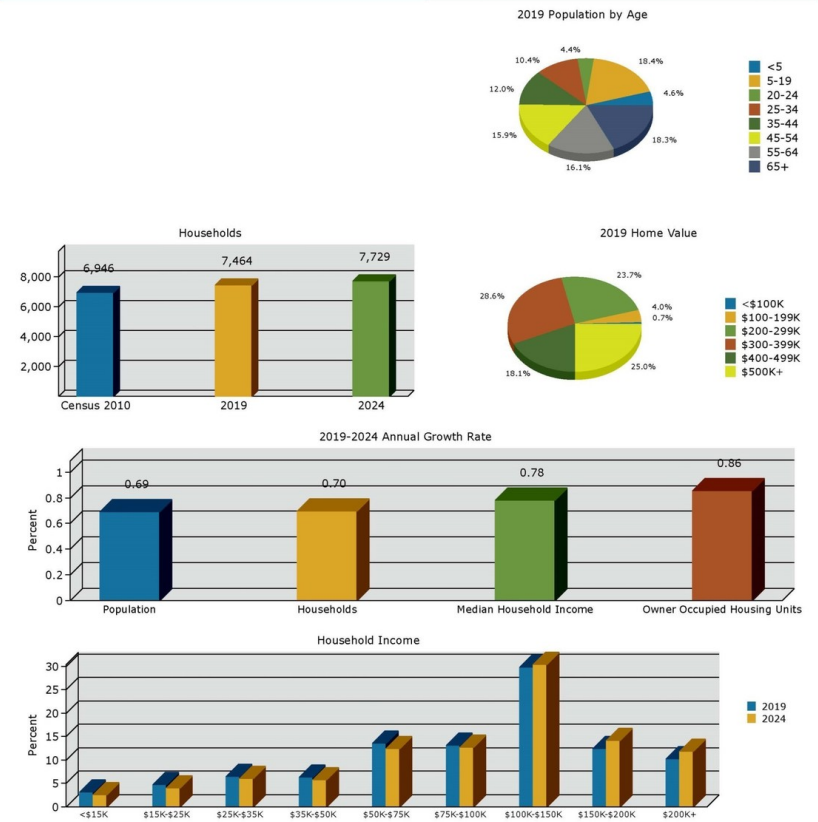 2019 Population by Age
4.4%
10.4%
18.4%
12.0%
4.6%
15.9%
18.3%
16.1%
<5
5-19
20-24
25-34
35-44
45-54
55-64
65+
Households
6,946
7,464
7,729
8,000
6,000
4,000
2,000
Census 2010
2019
2024
2019 Home Value
23.7%
28.6%
4.0%
0.7%
18.1%
25.0%
<$100K
$100-199K
$200-299K
$300-399K
$400-499K
$500K+
2019-2024 Annual Growth Rate
Percent
1
0.8
0.6
0.4
0.2
0
0.69
0.70
0.78
0.86
Population
Households
Median Household Income
Owner Occupied Housing Units
Household Income
Percent
30
25
20
15
10
5
0
<$15K
$15K-$25K
$25K-$35K
$35K-$50K
$50K-$75K
$75K-$100K
$100K-$150K
$150K-$200K
$200K+
2019
2024